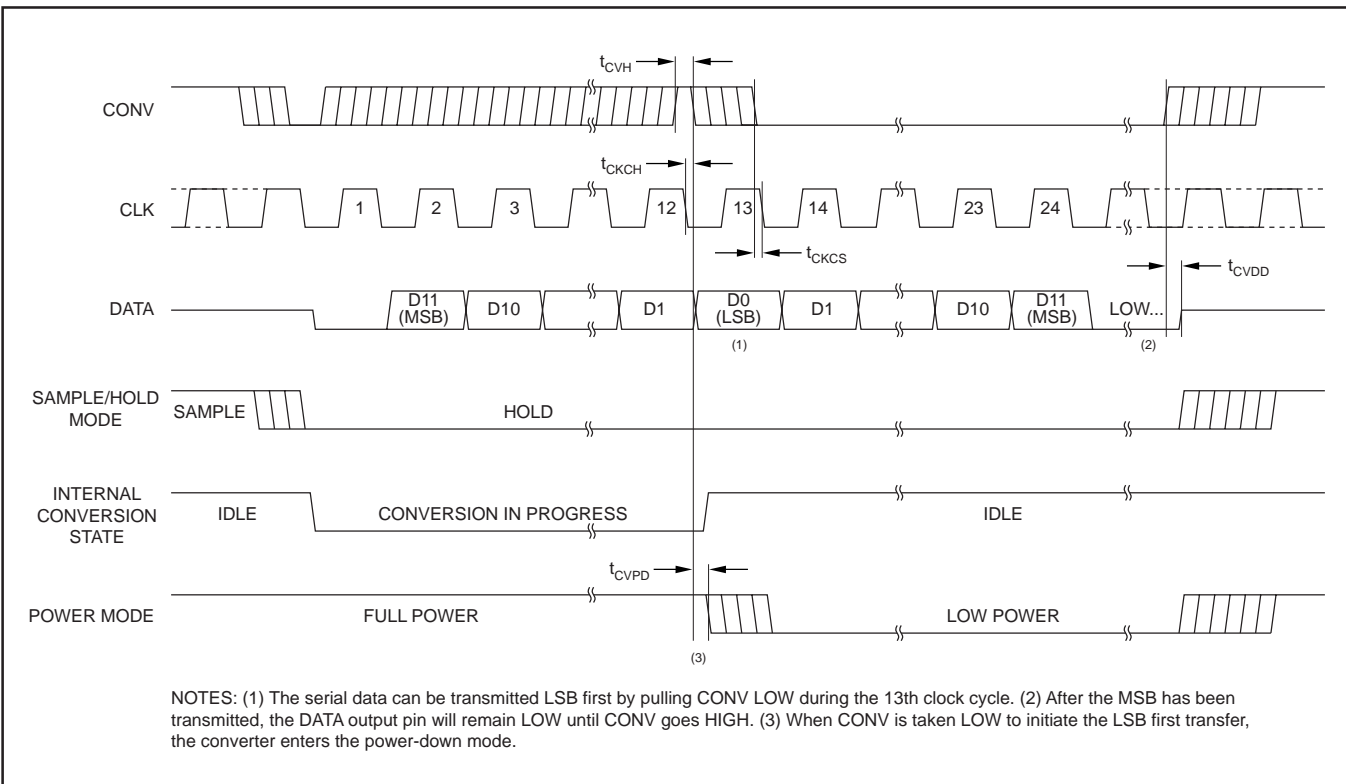 tCVH
CONV
tCKCH
CLK 1 2 3 12 13 14 23 24
tCKCS
tCVDD
DATA D11 (MSB) D10 D1 D0 (LSB) D1 D10 D11 (MSB) LOW...
(1) (2)
SAMPLE/HOLD MODE SAMPLE HOLD
INTERNAL CONVERSION STATE IDLE CONVERSION IN PROGRESS IDLE
tCVPD
POWER MODE FULL POWER LOW POWER
(3)
NOTES: (1) The serial data can be transmitted LSB first by pulling CONV LOW during the 13th clock cycle. (2) After the MSB has been
transmitted, the DATA output pin will remain LOW until CONV goes HIGH. (3) When CONV is taken LOW to initiate the LSB first transfer,
the converter enters the power-down mode.